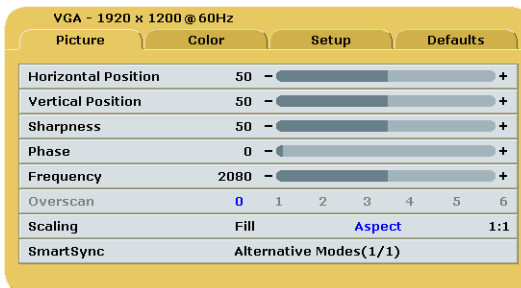 VGA - 1920 x 1200 @ 60Hz
Picture Color Setup Defaults
Horizontal Position 50 - +
Vertical Position 50 - +
Sharpness 50 - +
Phase 0 - +
Frequency 2080 - +
Overscan 0 1 2 3 4 5 6
Scaling Fill Aspect 1:1
SmartSync Alternative Modes(1/1)